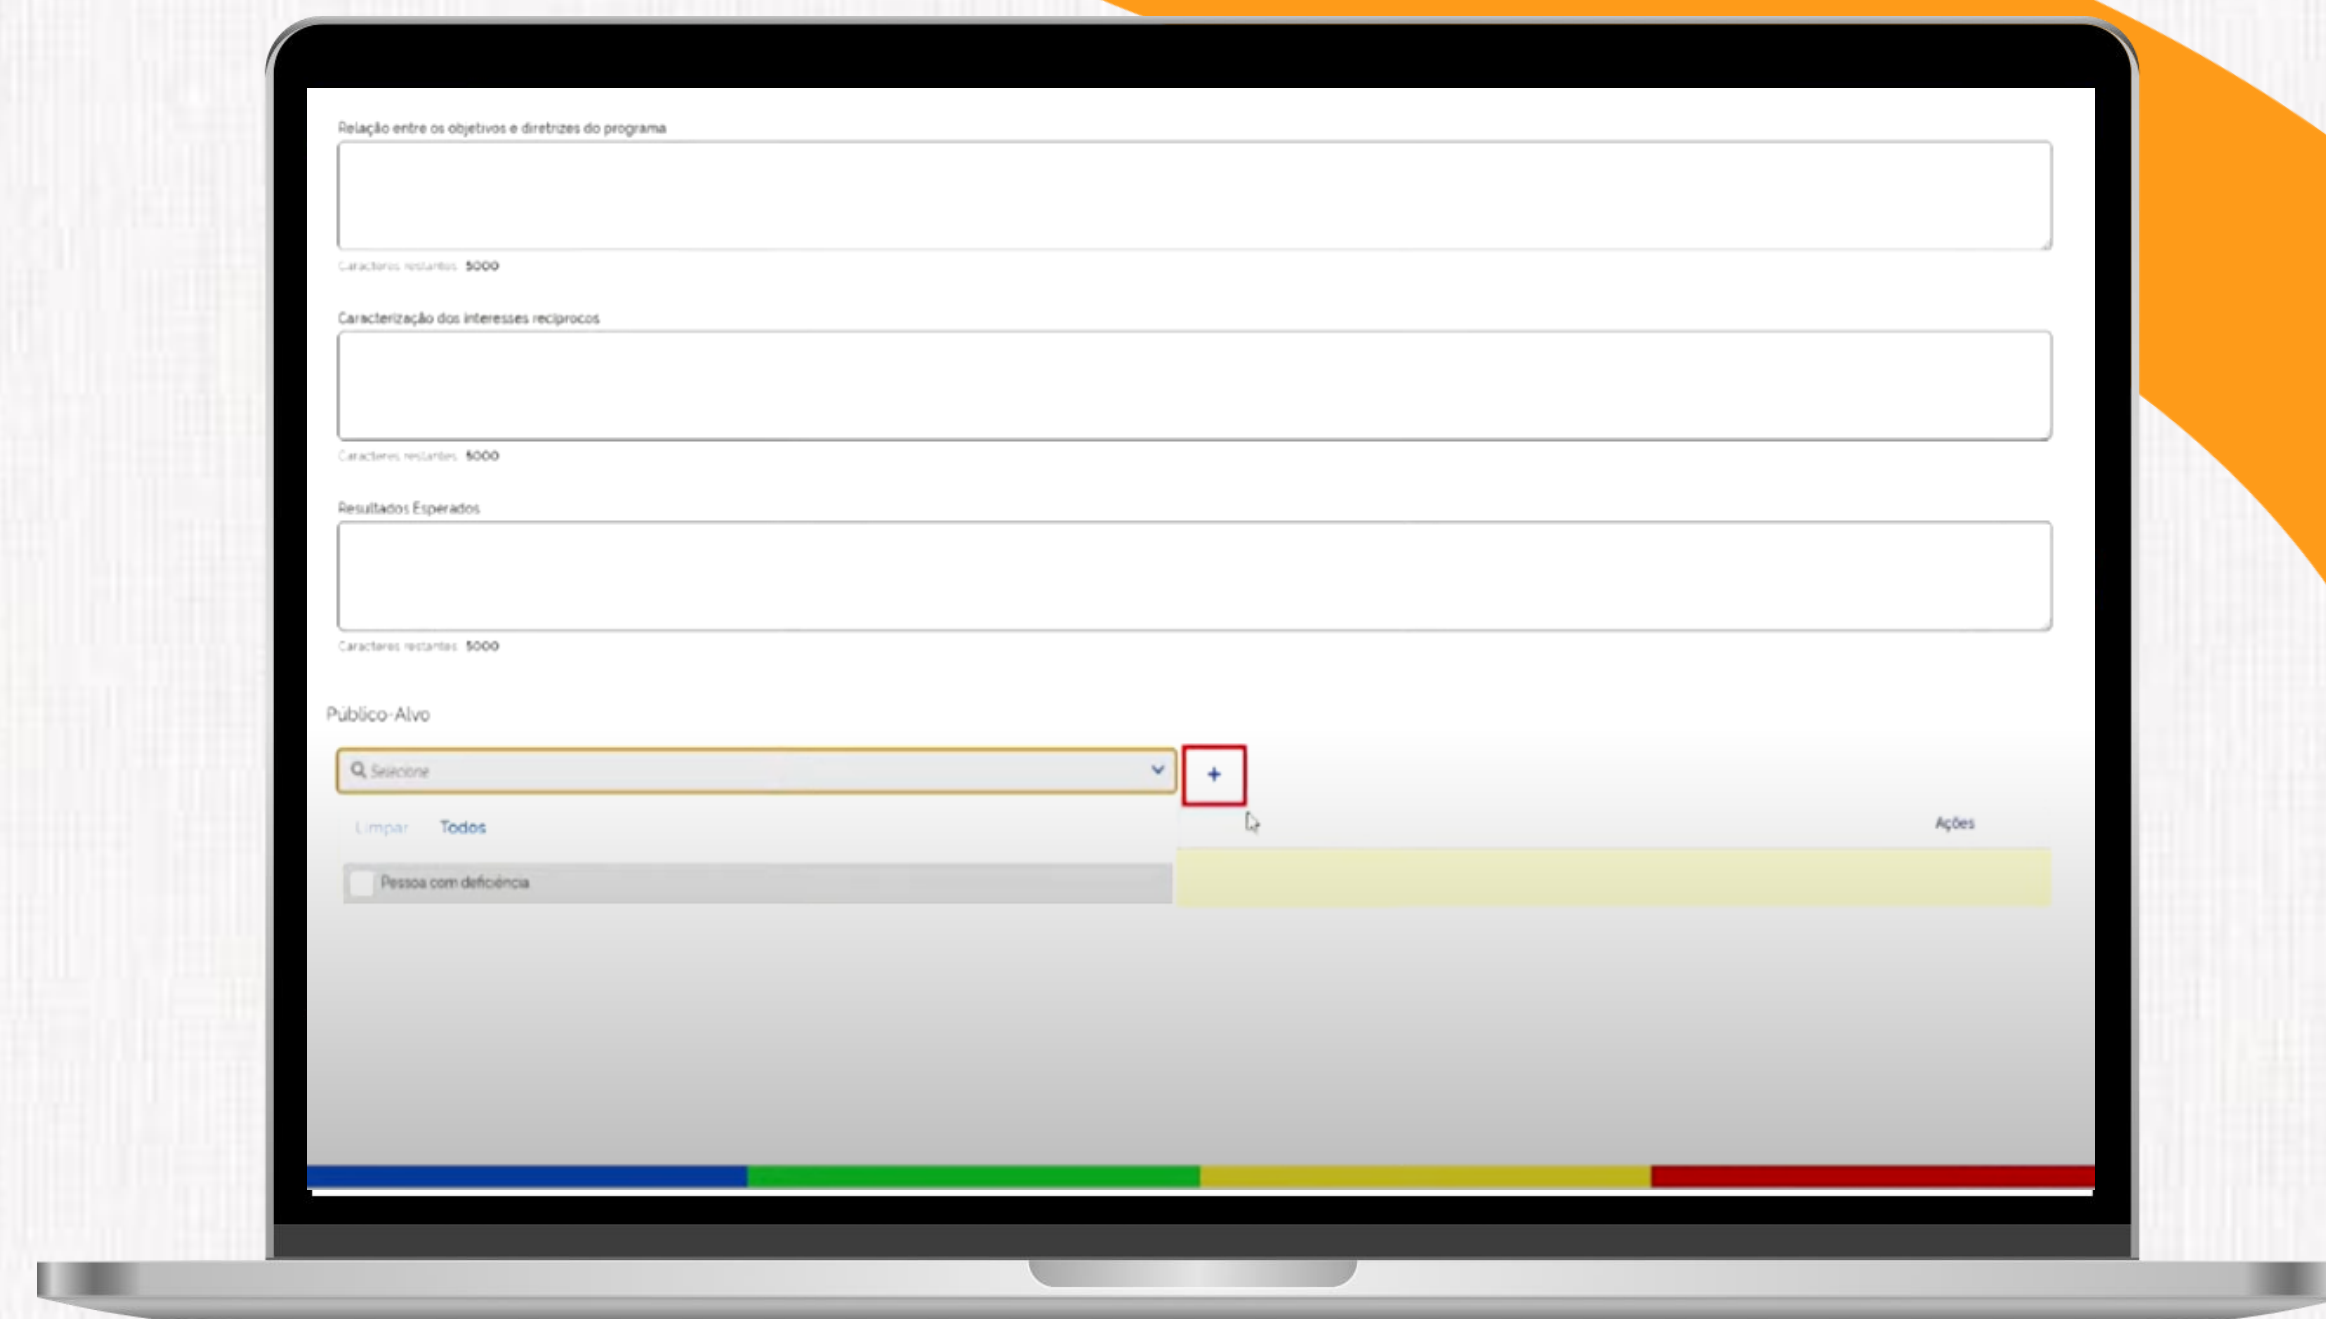 Relação entre os objetivos e diretrizes do programa
Caracteres restantes: 5000
Caracterização dos interesses recíprocos
Caracteres restantes: 5000
Resultados Esperados
Caracteres restantes: 5000
Público-Alvo
Selecione
+
Limpar Todos
Ações
Pessoa com deficiência